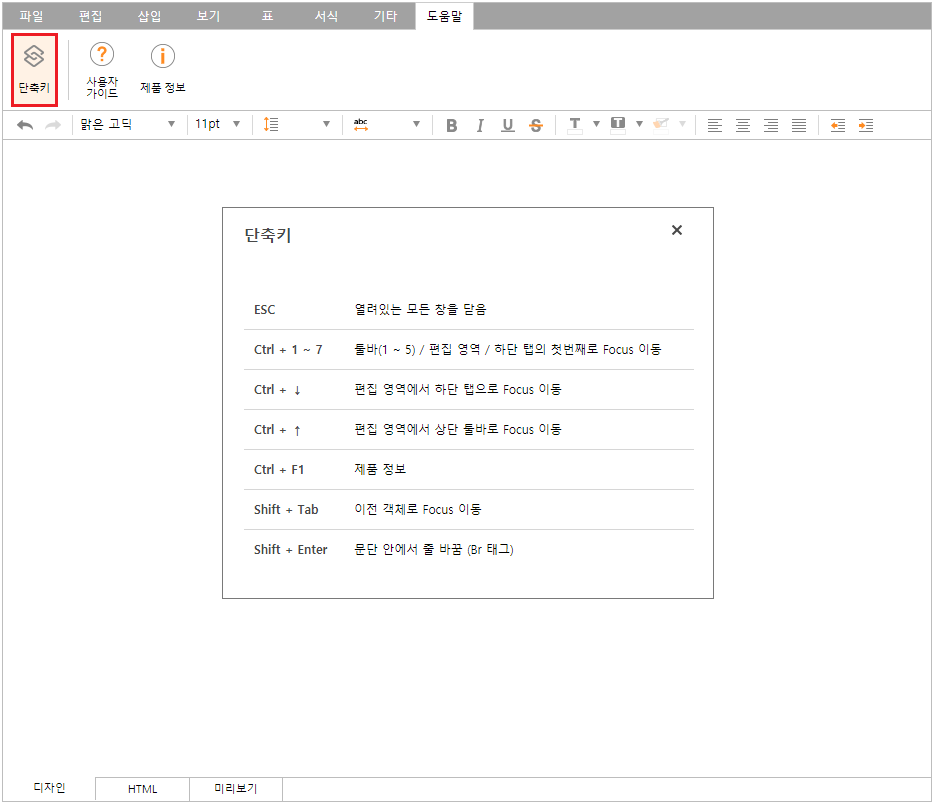 파일 편집 삽입 보기 표 서식 기타 도움말
단축키
사용자
가이드
제품 정보
맑은 고딕 11pt abc B I U S T T
단축키 ×
ESC 열려있는 모든 창을 닫음
Ctrl + 1 ~ 7 툴바(1 ~ 5) / 편집 영역 / 하단 탭의 첫번째로 Focus 이동
Ctrl + ↓ 편집 영역에서 하단 탭으로 Focus 이동
Ctrl + ↑ 편집 영역에서 상단 툴바로 Focus 이동
Ctrl + F1 제품 정보
Shift + Tab 이전 객체로 Focus 이동
Shift + Enter 문단 안에서 줄 바꿈 (Br 태그)
디자인 HTML 미리보기